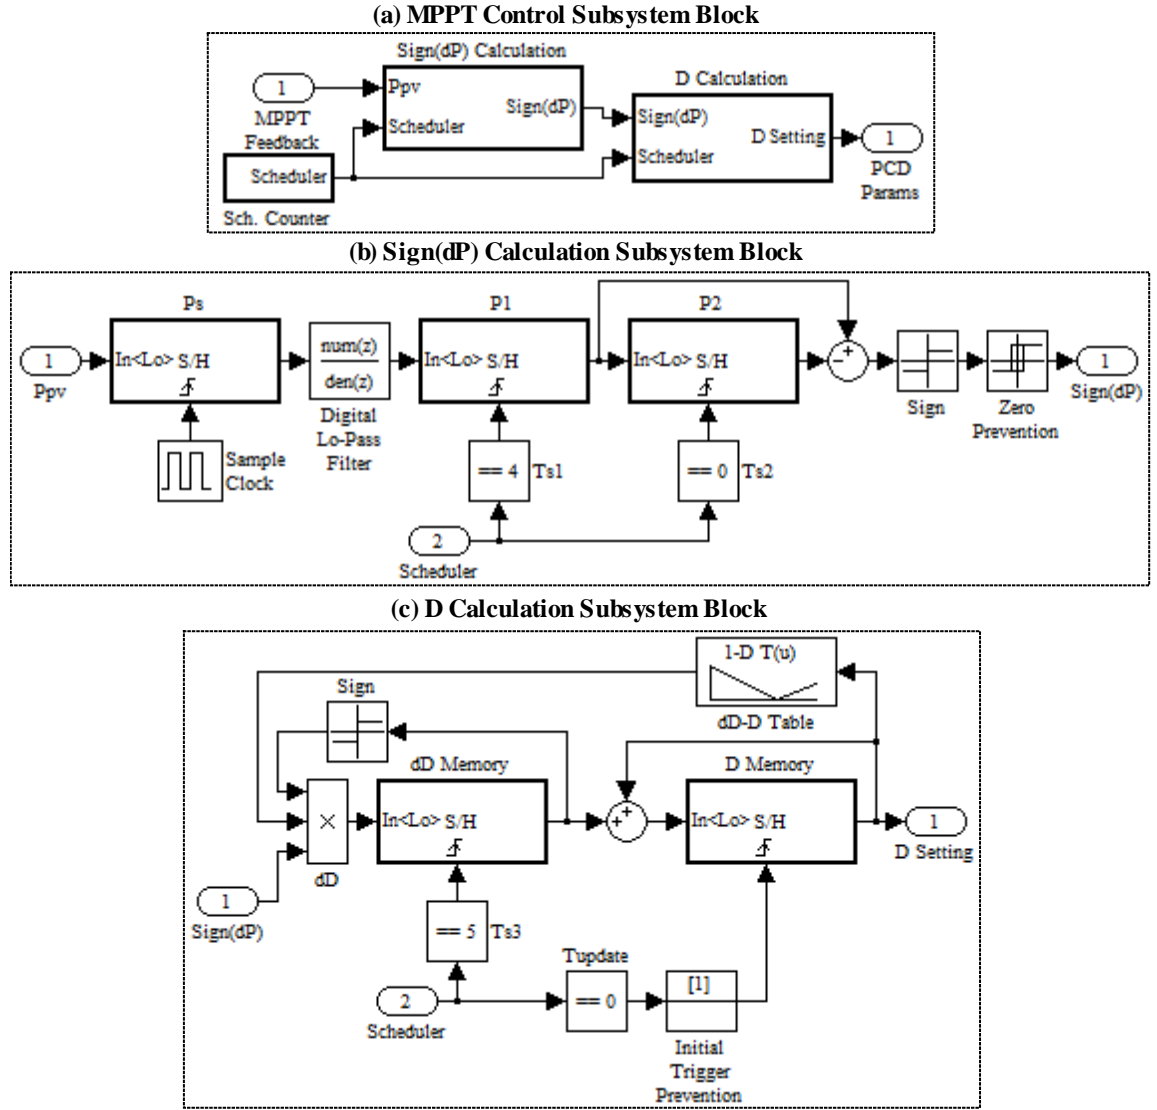 (a) MPPT Control Subsystem Block
Sign(dP) Calculation
D Calculation
1
MPPT
Feedback
Ppv
Scheduler
Sign(dP)
Sign(dP)
Scheduler
D Setting
1
PCD
Params
Scheduler
Sch. Counter
(b) Sign(dP) Calculation Subsystem Block
Ps
P1
P2
1
Ppv
In<Lo> S/H
num(z)
den(z)
Digital
Lo-Pass
Filter
In<Lo> S/H
In<Lo> S/H
+
Sign
Zero
Prevention
1
Sign(dP)
Sample
Clock
== 4
Ts1
== 0
Ts2
2
Scheduler
(c) D Calculation Subsystem Block
1-D T(u)
dD-D Table
Sign
dD Memory
D Memory
×
dD
In<Lo> S/H
+
+
In<Lo> S/H
1
D Setting
1
Sign(dP)
== 5
Ts3
Tupdate
2
Scheduler
== 0
[1]
Initial
Trigger
Prevention